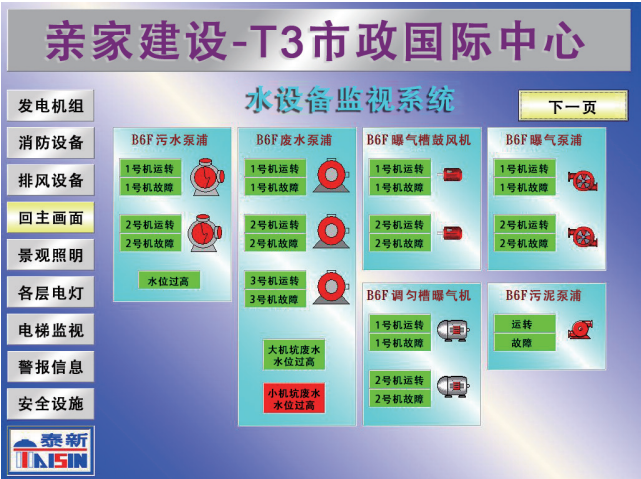 亲家建设-T3市政国际中心
水设备监视系统
下一页
发电机组
消防设备
排风设备
回主画面
景观照明
各层电灯
电梯监视
警报信息
安全设施
泰新
TAISIN
B6F污水泵浦
1号机运转
1号机故障
2号机运转
2号机故障
水位过高
B6F废水泵浦
1号机运转
1号机故障
2号机运转
2号机故障
3号机运转
3号机故障
大机坑废水
水位过高
小机坑废水
水位过高
B6F曝气槽鼓风机
1号机运转
1号机故障
2号机运转
2号机故障
B6F调匀槽曝气机
1号机运转
1号机故障
2号机运转
2号机故障
B6F曝气泵浦
1号机运转
1号机故障
2号机运转
2号机故障
B6F污泥泵浦
运转
故障